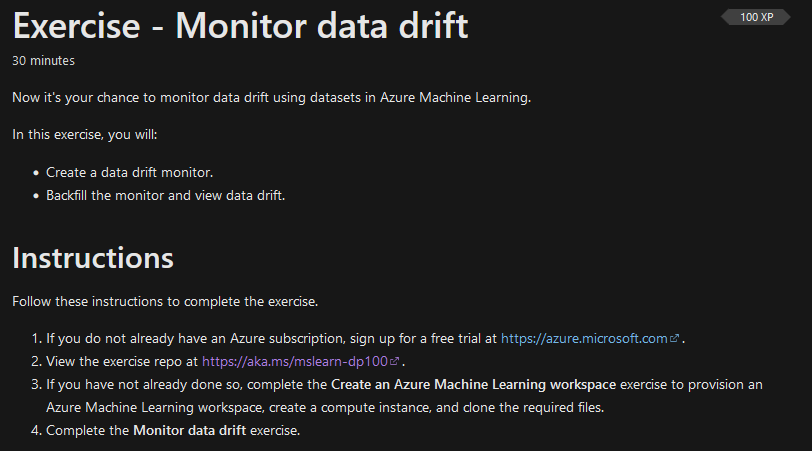 Exercise - Monitor data drift
100 XP
30 minutes
Now it's your chance to monitor data drift using datasets in Azure Machine Learning.
In this exercise, you will:
• Create a data drift monitor.
• Backfill the monitor and view data drift.
Instructions
Follow these instructions to complete the exercise.
1. If you do not already have an Azure subscription, sign up for a free trial at https://azure.microsoft.com .
2. View the exercise repo at https://aka.ms/mslearn-dp100 .
3. If you have not already done so, complete the Create an Azure Machine Learning workspace exercise to provision an
Azure Machine Learning workspace, create a compute instance, and clone the required files.
4. Complete the Monitor data drift exercise.